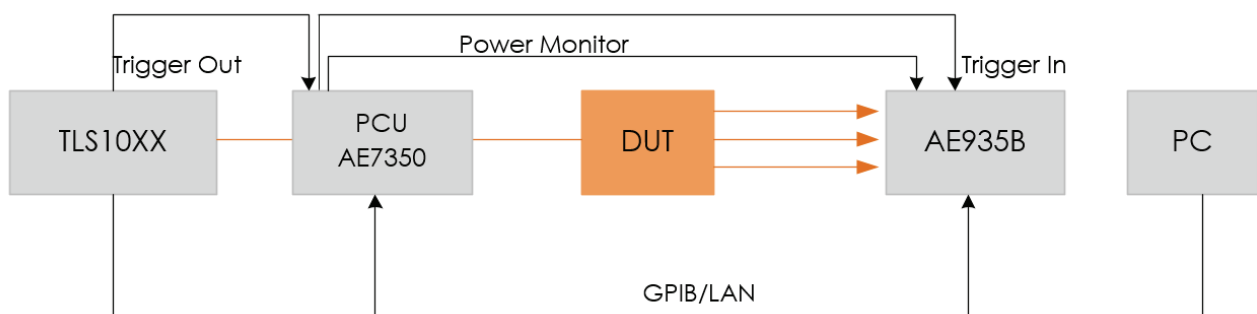 Power Monitor
Trigger Out
Trigger In
TLS10XX
PCU
AE7350
DUT
AE935B
PC
GPIB/LAN